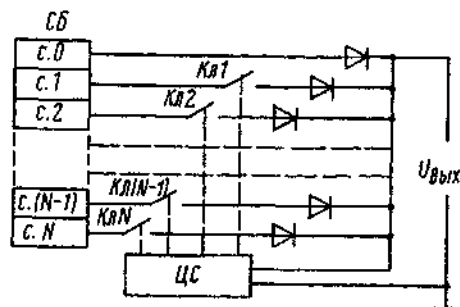 СБ
с.0
с.1
Кл1
с.2
Кл2
Uвых
с.(N-1)
Кл(N-1)
с.N
КлN
ЦС